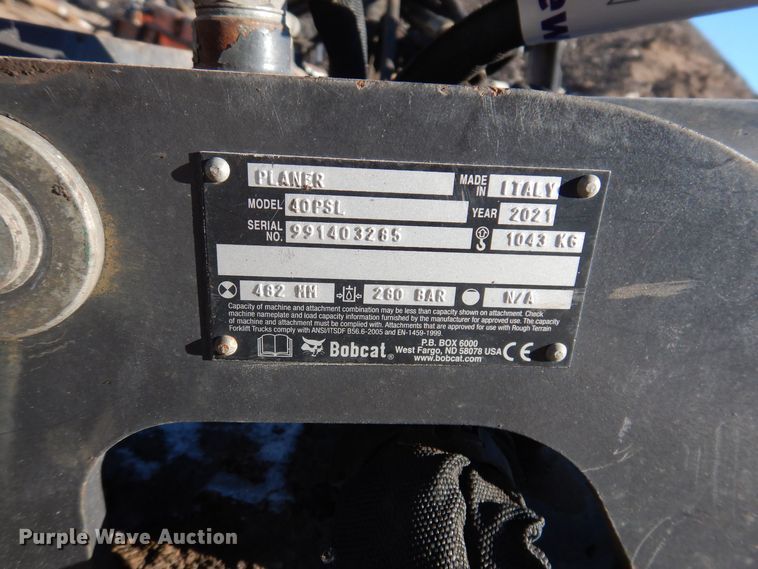 PLANER
MADE IN ITALY
MODEL 40PSL
YEAR 2021
SERIAL NO. 991403265
1043 KG
462 MM
280 BAR
N/A
Capacity of machine and attachment combination may be less than capacity shown on attachment. Check
machine nameplate and load capacity information furnished by the manufacturer for approved use. The capacity
of machine and attachment must be complied with. Attachments that are approved for use with Rough Terrain
Forklift Trucks comply with ANSI/ITSDF B56.6-2005 and EN-1459-1999.
Bobcat®
P.B. BOX 6000
West Fargo, ND 58078 USA
www.bobcat.com
CE
Purple Wave Auction®